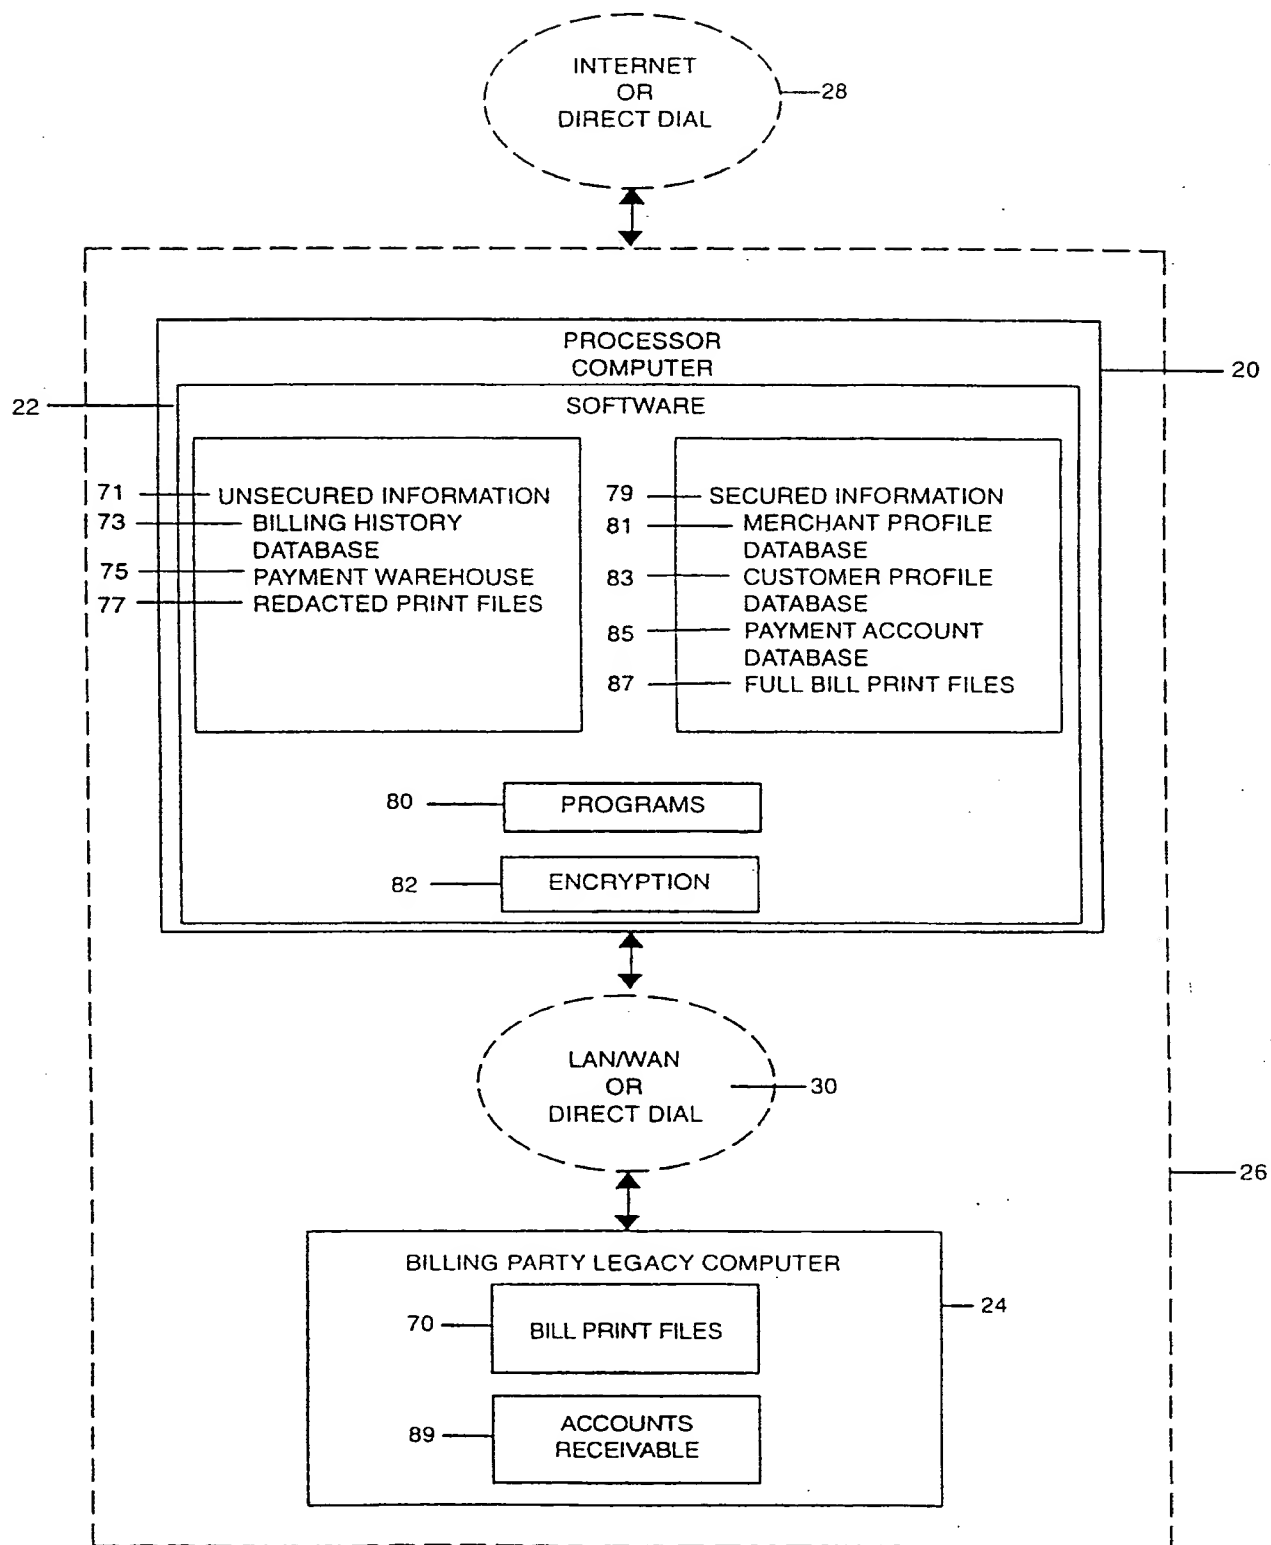 INTERNET
OR
DIRECT DIAL
28
PROCESSOR
COMPUTER
20
22
SOFTWARE
71 UNSECURED INFORMATION
73 BILLING HISTORY
DATABASE
75 PAYMENT WAREHOUSE
77 REDACTED PRINT FILES
79 SECURED INFORMATION
81 MERCHANT PROFILE
DATABASE
83 CUSTOMER PROFILE
DATABASE
85 PAYMENT ACCOUNT
DATABASE
87 FULL BILL PRINT FILES
80 PROGRAMS
82 ENCRYPTION
LAN/WAN
OR
DIRECT DIAL
30
26
BILLING PARTY LEGACY COMPUTER
24
70 BILL PRINT FILES
89 ACCOUNTS
RECEIVABLE